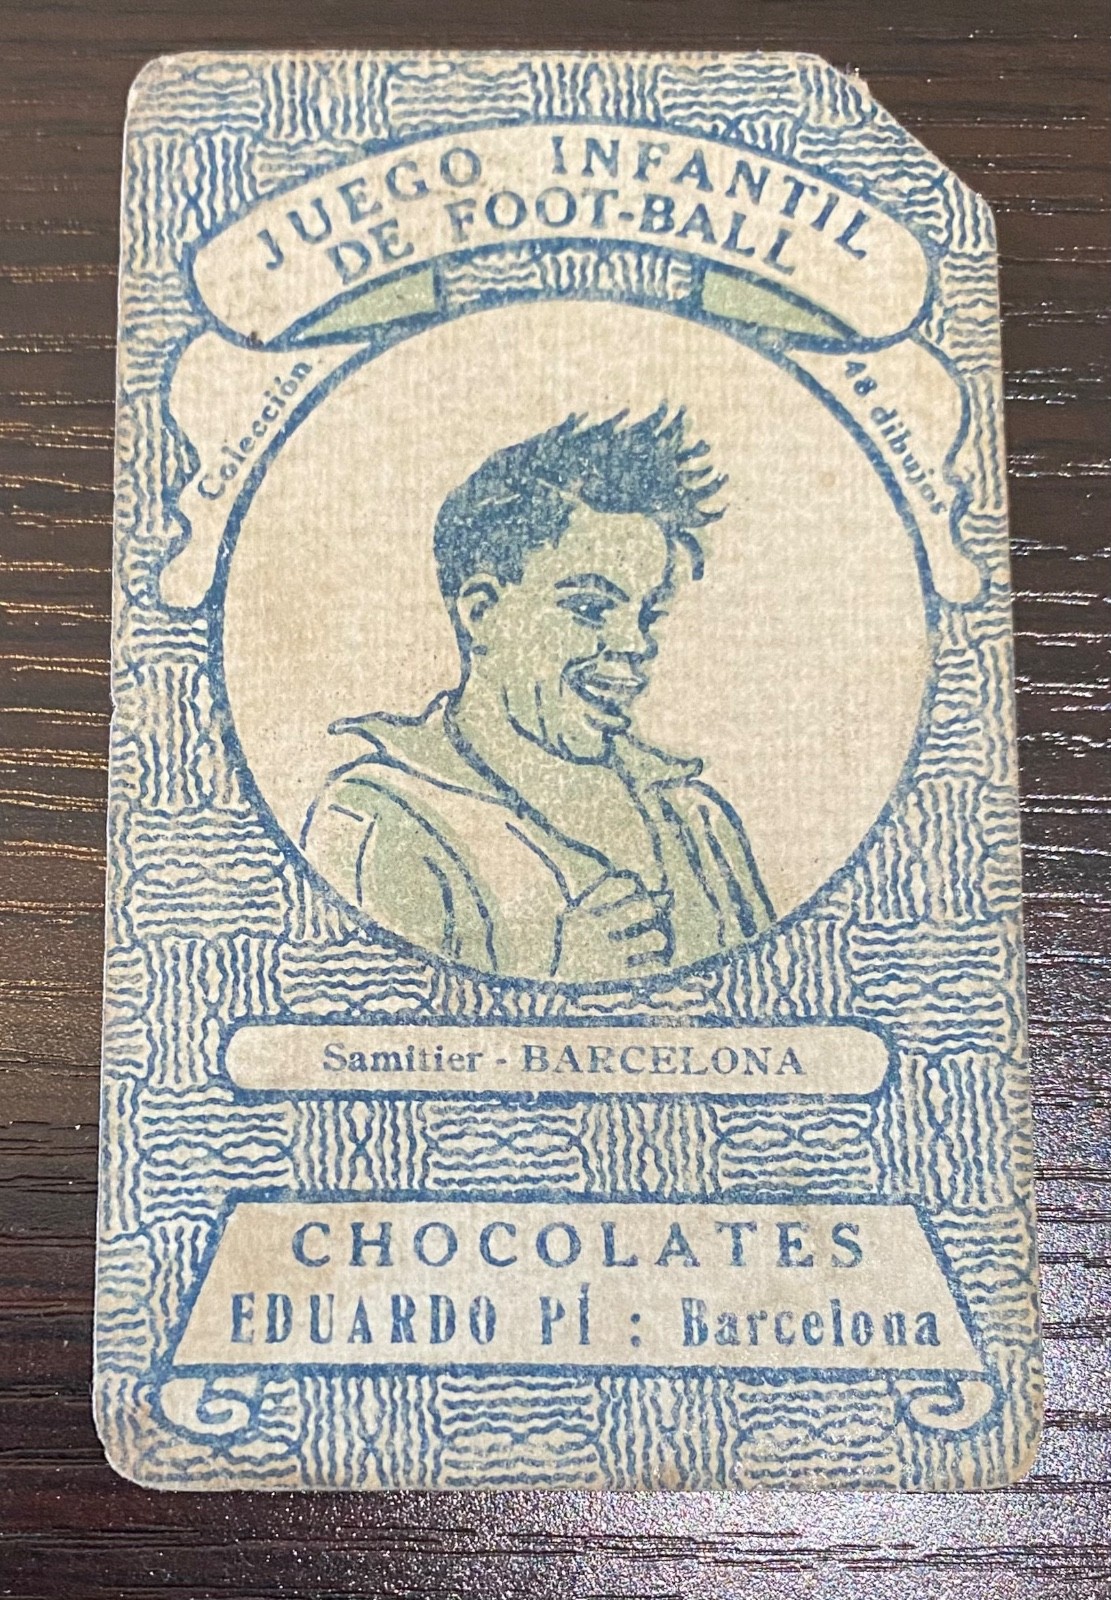 JUEGO INFANTIL
DE FOOT-BALL
Colección
48 dibujos
Samitier - BARCELONA
CHOCOLATES
EDUARDO PÍ : Barcelona